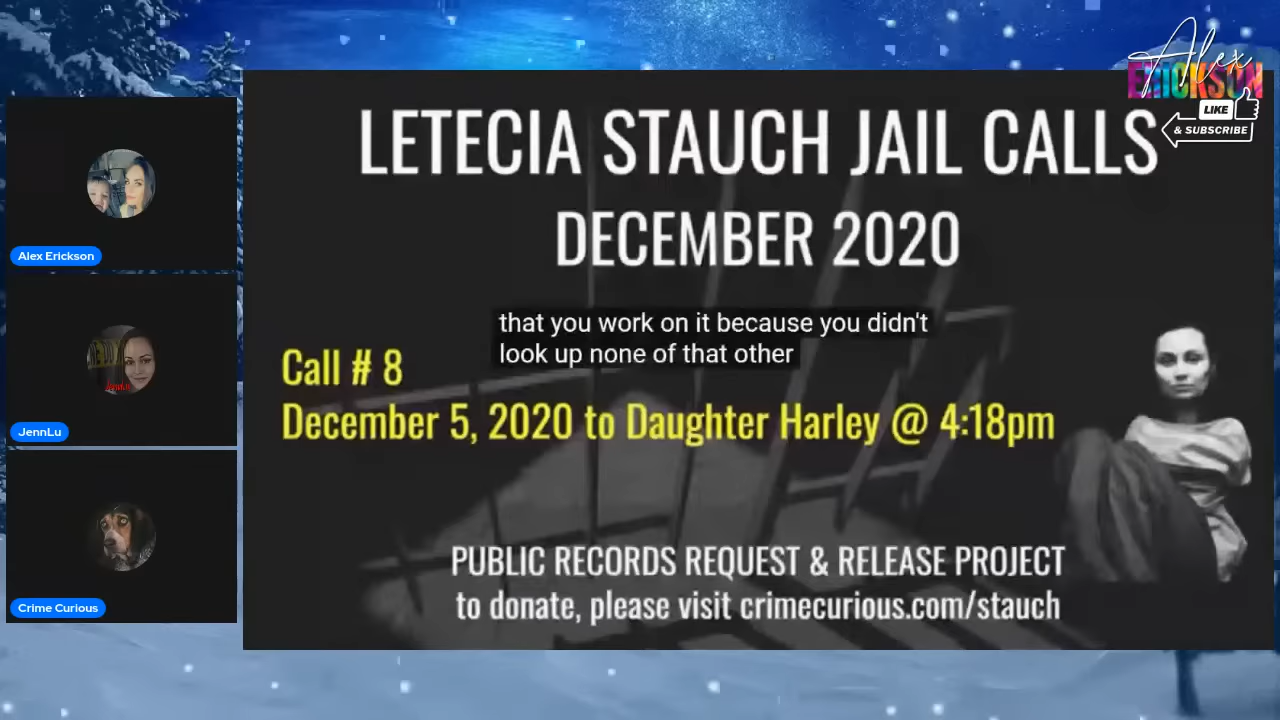 Alex
ERICKSON
LIKE
& SUBSCRIBE
LETECIA STAUCH JAIL CALLS
DECEMBER 2020
that you work on it because you didn't
look up none of that other
Call # 8
December 5, 2020 to Daughter Harley @ 4:18pm
PUBLIC RECORDS REQUEST & RELEASE PROJECT
to donate, please visit crimecurious.com/stauch
Alex Erickson
JennLu
Crime Curious